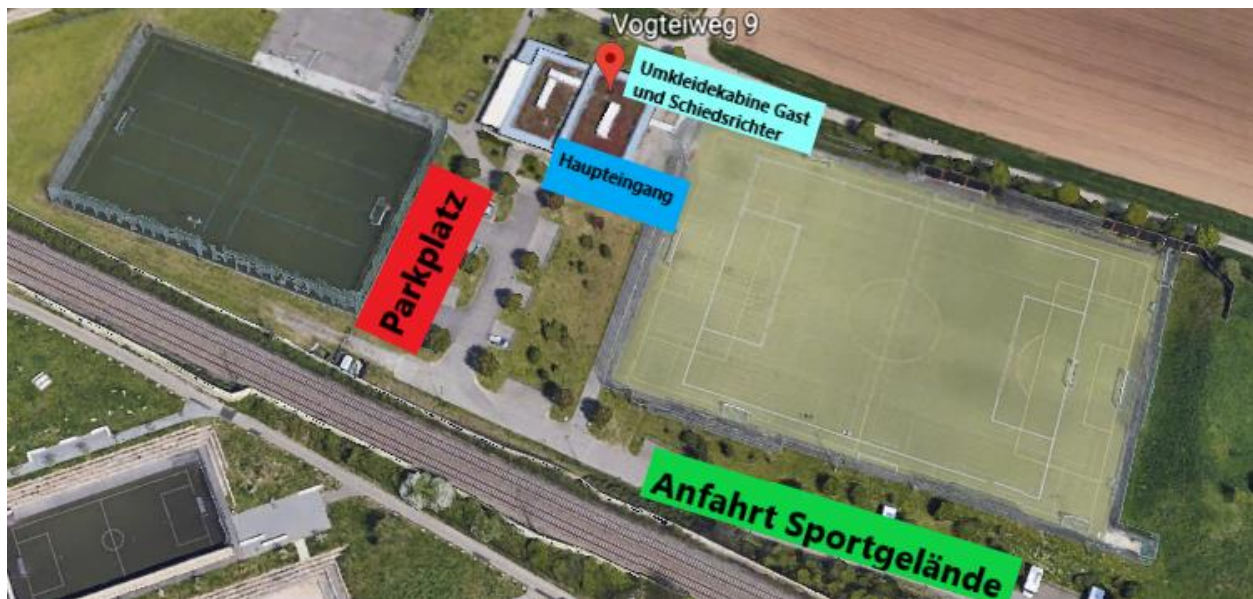 Vogteiweg 9
Umkleidekabine Gast
und Schiedsrichter
Haupteingang
Parkplatz
Anfahrt Sportgelände